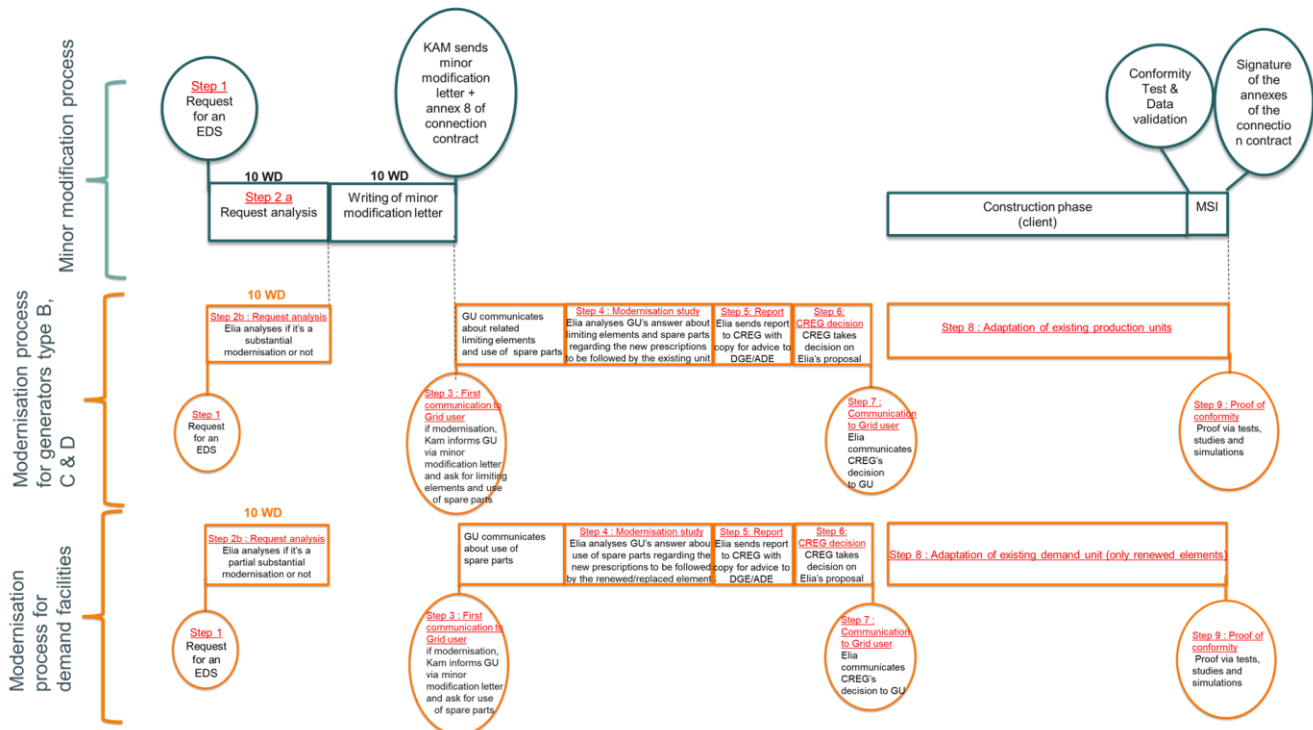 Minor modification process
Step 1
Request
for an
EDS
10 WD
Step 2 a
Request analysis
10 WD
Writing of minor
modification letter
KAM sends
minor
modification
letter +
annex 8 of
connection
contract
Construction phase
(client)
MSI
Conformity
Test &
Data
validation
Signature
of the
annexes
of the
connectio
n contract
Modernisation process
for generators type B,
C & D
10 WD
Step 2b : Request analysis
Elia analyses if it's a
substantial
modernisation or not
Step 1
Request
for an
EDS
GU communicates
about related
limiting elements
and use of spare parts
Step 3 : First
communication to
Grid user
if modernisation,
Kam informs GU
via minor
modification letter
and ask for limiting
elements and use
of spare parts
Step 4 : Modernisation study
Elia analyses GU's answer about
limiting elements and spare parts
regarding the new prescriptions
to be followed by the existing unit
Step 5: Report
Elia sends report
to CREG with
copy for advice to
DGE/ADE
Step 6:
CREG decision
CREG takes
decision on
Elia's proposal
Step 7 :
Communication
to Grid user
Elia
communicates
CREG's
decision
to GU
Step 8 : Adaptation of existing production units
Step 9 : Proof of
conformity
Proof via tests,
studies and
simulations
Modernisation
process for
demand facilities
10 WD
Step 2b : Request analysis
Elia analyses if it's a
partial substantial
modernisation or not
Step 1
Request
for an
EDS
GU communicates
about use of
spare parts
Step 3 : First
communication to
Grid user
if modernisation,
Kam informs GU
via minor
modification letter
and ask for use
of spare parts
Step 4 : Modernisation study
Elia analyses GU's answer about
use of spare parts regarding the
new prescriptions to be followed
by the renewed/replaced element
Step 5: Report
Elia sends report
to CREG with
copy for advice to
DGE/ADE
Step 6:
CREG decision
CREG takes
decision on
Elia's proposal
Step 7 :
Communication
to Grid user
Elia
communicates
CREG's
decision to GU
Step 8 : Adaptation of existing demand unit (only renewed elements)
Step 9 : Proof of
conformity
Proof via tests,
studies and
simulations